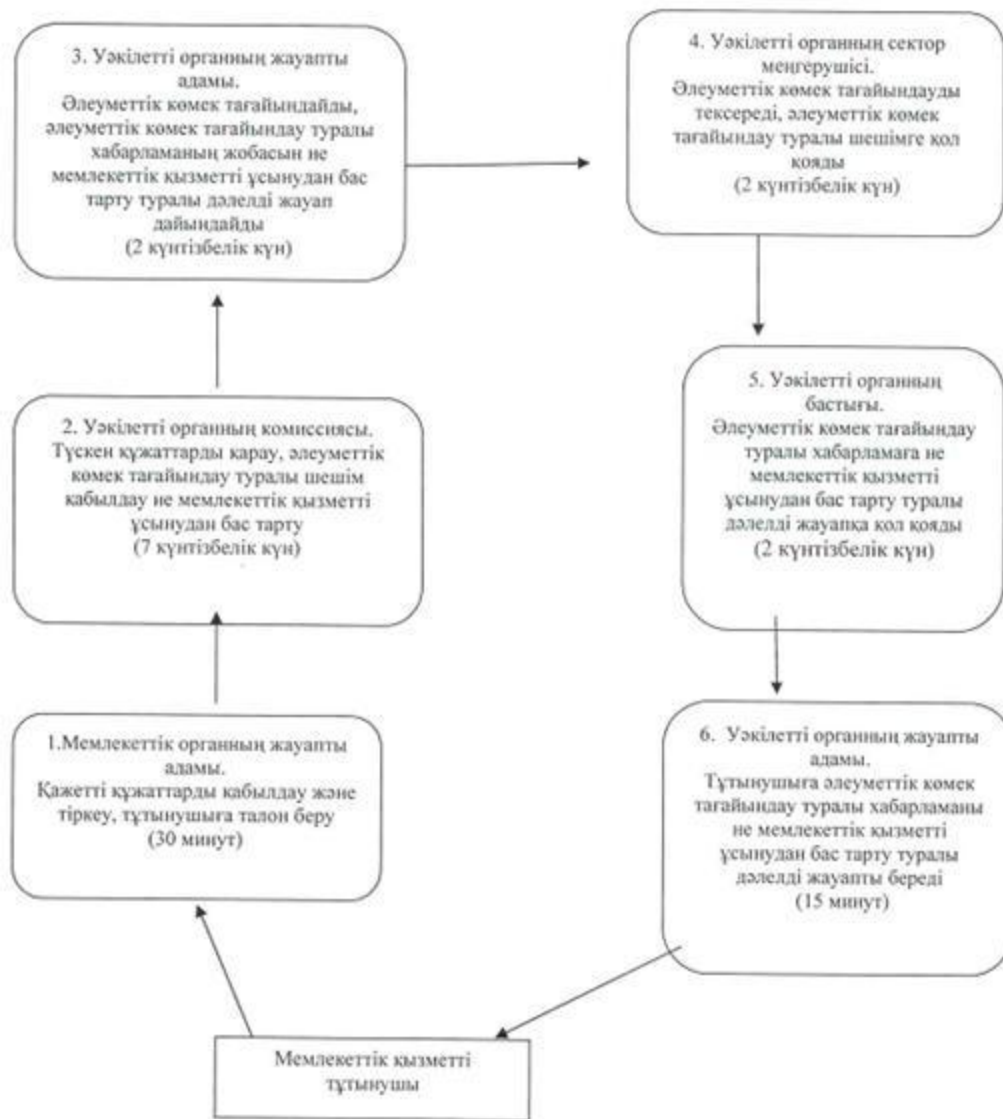 3. Уәкілетті органның жауапты
адамы.
Әлеуметтік көмек тағайындайды,
әлеуметтік көмек тағайындау туралы
хабарламаның жобасын не
мемлекеттік қызметті ұсынудан бас
тарту туралы дәлелді жауап
дайындайды
(2 күнтізбелік күн)
4. Уәкілетті органның сектор
меңгерушісі.
Әлеуметтік көмек тағайындауды
тексереді, әлеуметтік көмек
тағайындау туралы шешімге қол
қояды
(2 күнтізбелік күн)
2. Уәкілетті органның комиссиясы.
Түскен құжаттарды қарау, әлеуметтік
көмек тағайындау туралы шешім
қабылдау не мемлекеттік қызметті
ұсынудан бас тарту
(7 күнтізбелік күн)
5. Уәкілетті органның
бастығы.
Әлеуметтік көмек тағайындау
туралы хабарламаға не
мемлекеттік қызметті
ұсынудан бас тарту туралы
дәлелді жауапқа қол қояды
(2 күнтізбелік күн)
1.Мемлекеттік органның жауапты
адамы.
Қажетті құжаттарды қабылдау және
тіркеу, тұтынушыға талон беру
(30 минут)
6. Уәкілетті органның жауапты
адамы.
Тұтынушыға әлеуметтік көмек
тағайындау туралы хабарламаны
не мемлекеттік қызметті
ұсынудан бас тарту туралы
дәлелді жауапты береді
(15 минут)
Мемлекеттік қызметті
тұтынушы